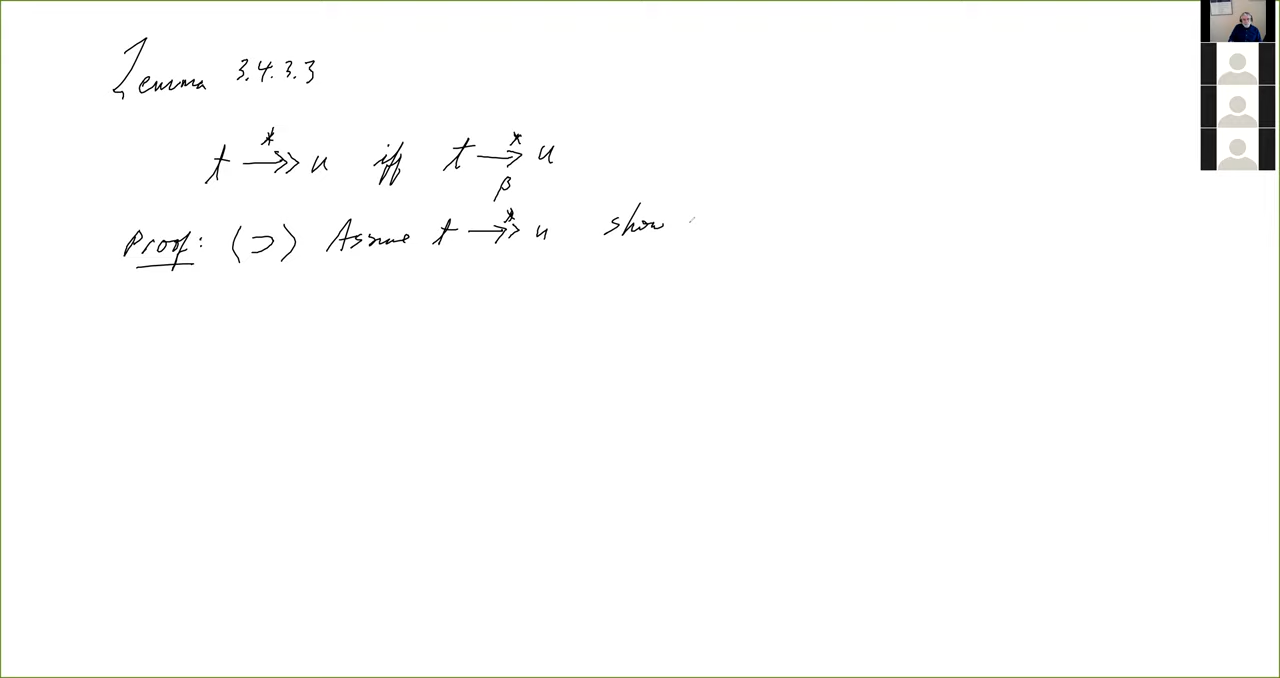 Lemma 3.4.3.3
t ↠* u iff t →*β u
Proof: (⊃) Assume t ↠* u show